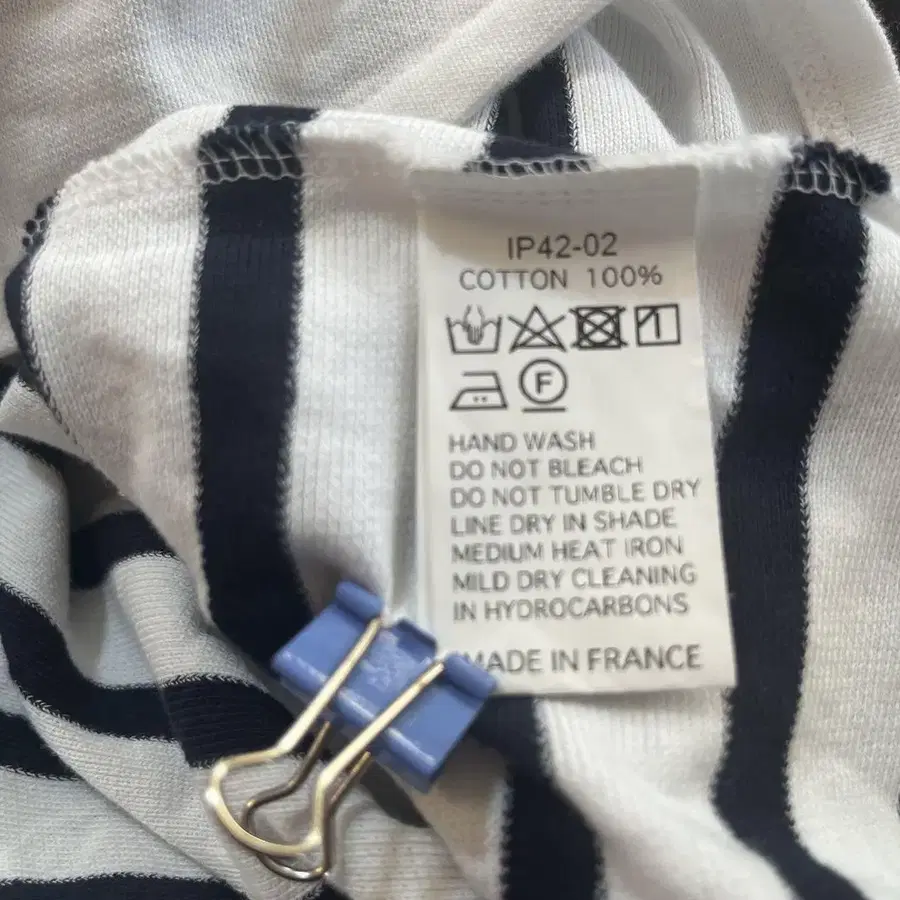 IP42-02
COTTON 100%
F
HAND WASH
DO NOT BLEACH
DO NOT TUMBLE DRY
LINE DRY IN SHADE
MEDIUM HEAT IRON
MILD DRY CLEANING
IN HYDROCARBONS
MADE IN FRANCE